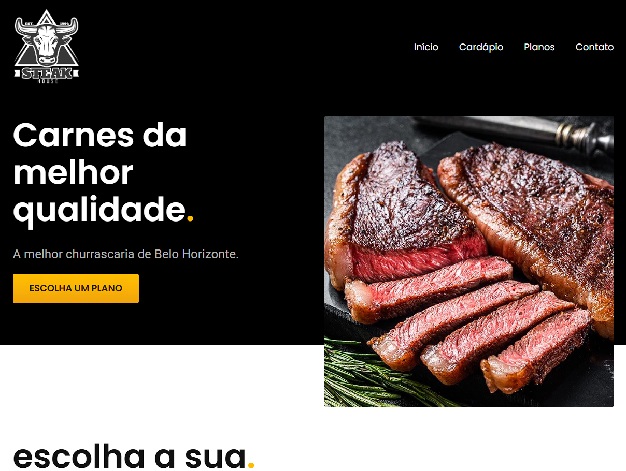 STEAK
HOUSE
Início Cardápio Planos Contato
Carnes da
melhor
qualidade.
A melhor churrascaria de Belo Horizonte.
ESCOLHA UM PLANO
escolha a sua.